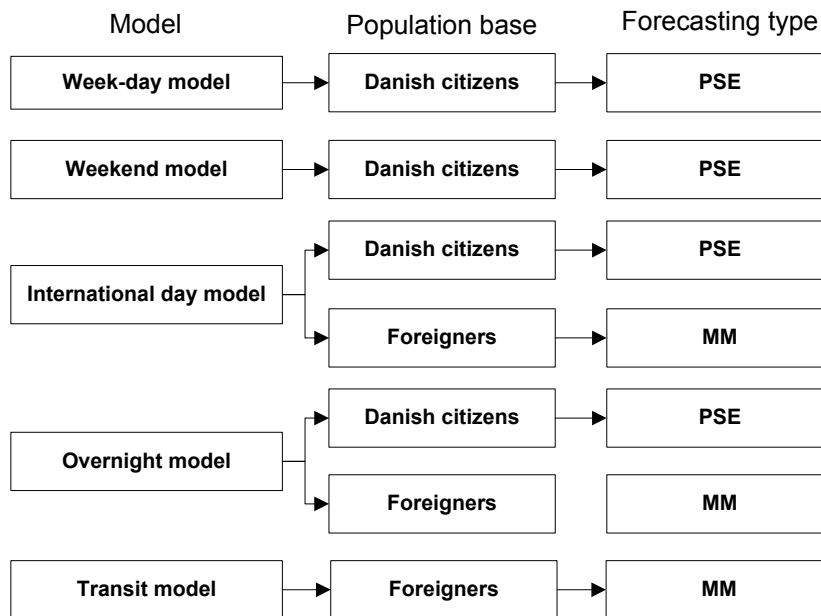 Model Population base Forecasting type
Week-day model Danish citizens PSE
Weekend model Danish citizens PSE
Danish citizens PSE
International day model
Foreigners MM
Danish citizens PSE
Overnight model
Foreigners MM
Transit model Foreigners MM